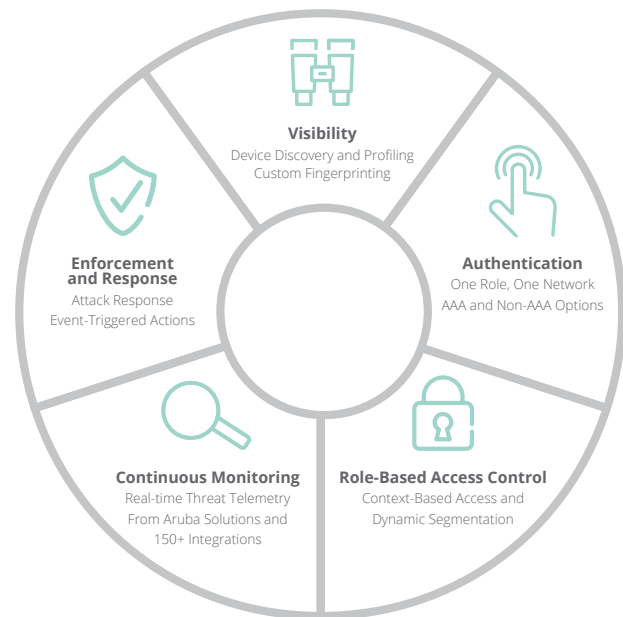 Visibility
Device Discovery and Profiling
Custom Fingerprinting
Authentication
One Role, One Network
AAA and Non-AAA Options
Role-Based Access Control
Context-Based Access and
Dynamic Segmentation
Continuous Monitoring
Real-time Threat Telemetry
From Aruba Solutions and
150+ Integrations
Enforcement
and Response
Attack Response
Event-Triggered Actions